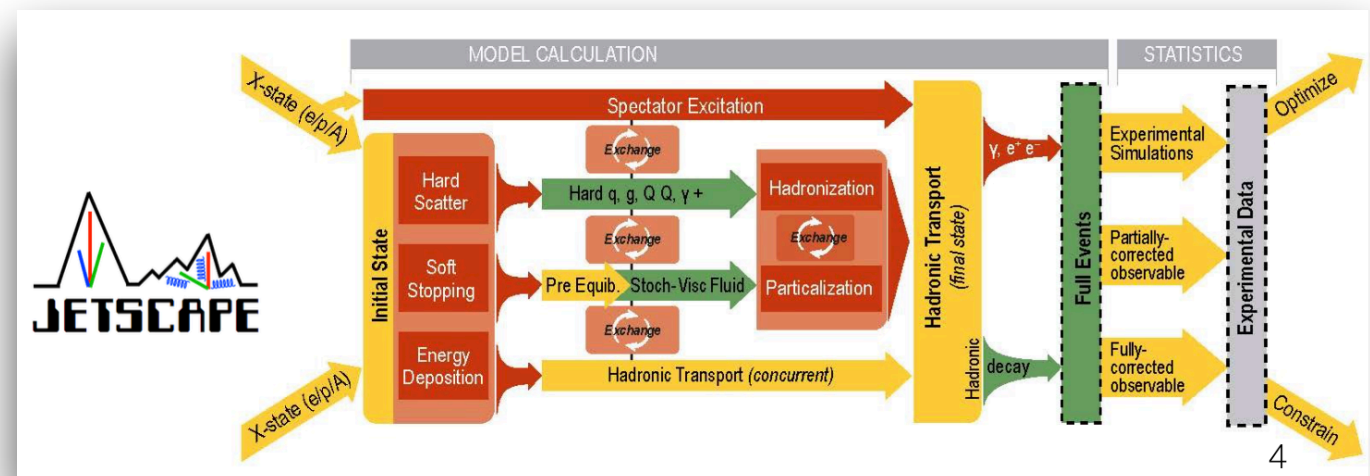 MODEL CALCULATION
STATISTICS
X-state (e/p/A)
Spectator Excitation
Optimize
Exchange
Hard
Scatter
Hard q, g, Q Q, γ +
Hadronization
Initial State
Exchange
Exchange
Soft
Stopping
Pre Equib.
Stoch-Visc Fluid
Particalization
Exchange
Energy
Deposition
Hadronic Transport (concurrent)
Hadronic Transport
(final state)
γ, e⁺ e⁻
Hadronic
decay
Full Events
Experimental
Simulations
Partially-
corrected
observable
Fully-
corrected
observable
Experimental Data
JETSCAPE
X-state (e/p/A)
Constrain
4